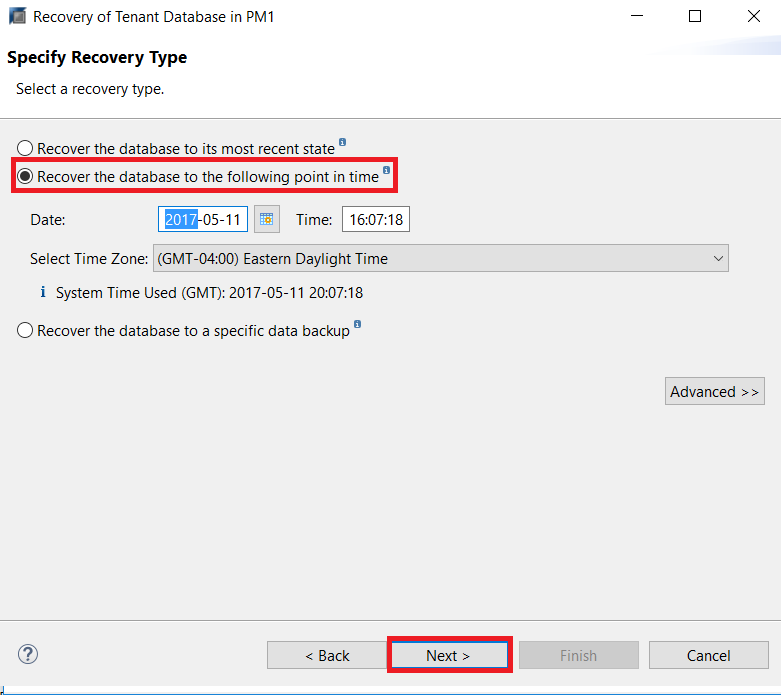 Recovery of Tenant Database in PM1
Specify Recovery Type
Select a recovery type.
Recover the database to its most recent state
Recover the database to the following point in time
Date: 2017-05-11 Time: 16:07:18
Select Time Zone: (GMT-04:00) Eastern Daylight Time
System Time Used (GMT): 2017-05-11 20:07:18
Recover the database to a specific data backup
Advanced >>
< Back Next > Finish Cancel